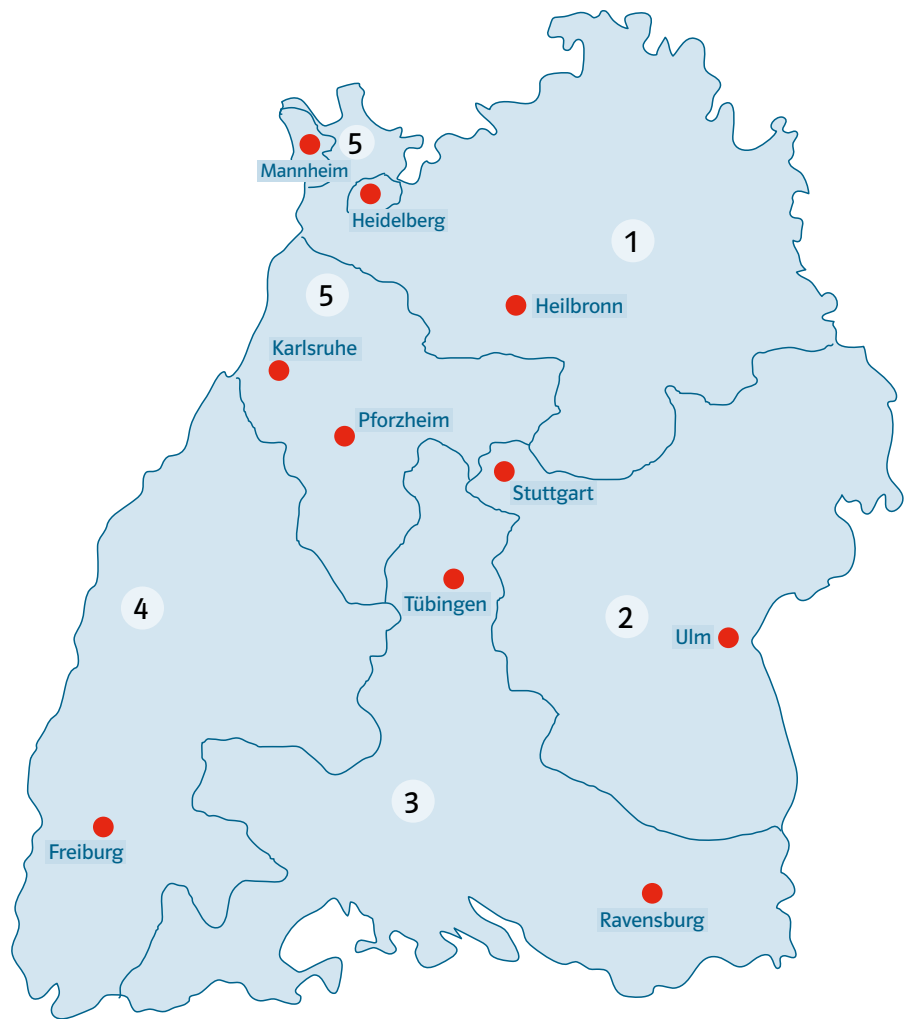 5
Mannheim
Heidelberg
1
5
Heilbronn
Karlsruhe
Pforzheim
Stuttgart
Tübingen
4
2
Ulm
3
Freiburg
Ravensburg